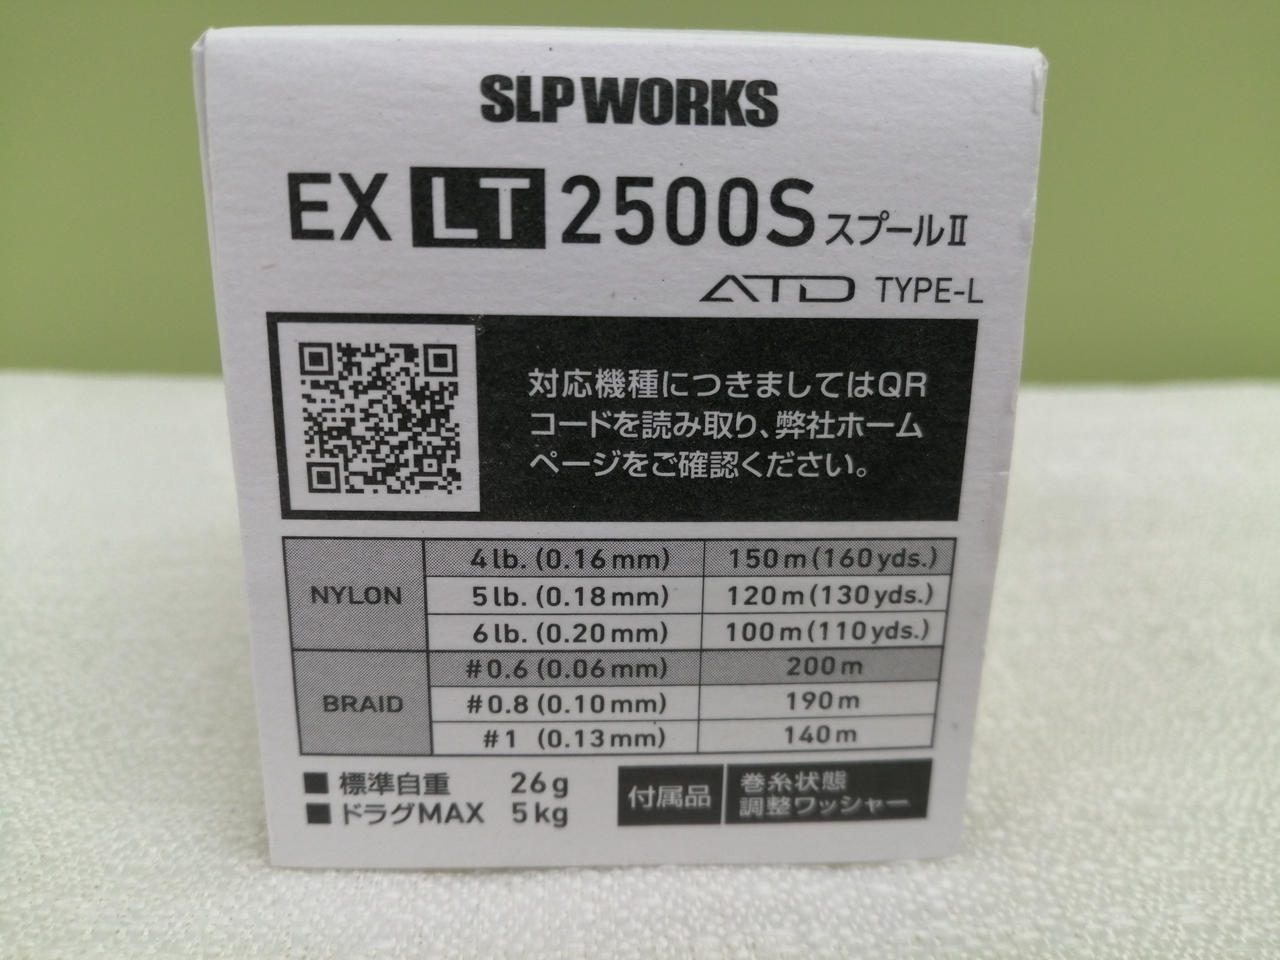 SLP WORKS
EX LT 2500S スプールⅡ
ATD TYPE-L
対応機種につきましてはQR
コードを読み取り、弊社ホーム
ページをご確認ください。
NYLON
4lb. (0.16mm) 150m(160yds.)
5lb. (0.18mm) 120m(130yds.)
6lb. (0.20mm) 100m(110yds.)
BRAID
#0.6 (0.06mm) 200m
#0.8 (0.10mm) 190m
#1 (0.13mm) 140m
■ 標準自重 26g
■ ドラグMAX 5kg
付属品
巻糸状態
調整ワッシャー